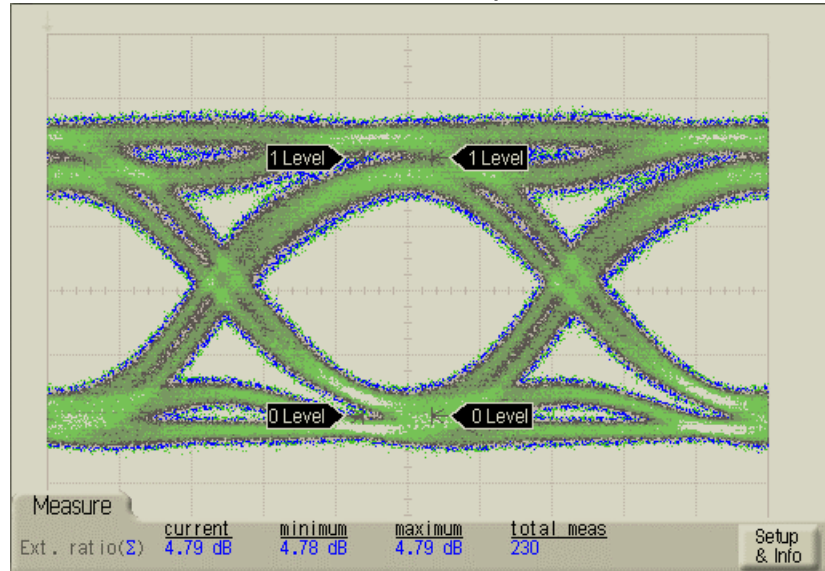 1 Level 1 Level
0 Level 0 Level
Measure
current minimum maximum total meas
Ext. ratio(Σ) 4.79 dB 4.78 dB 4.79 dB 230
Setup
& Info